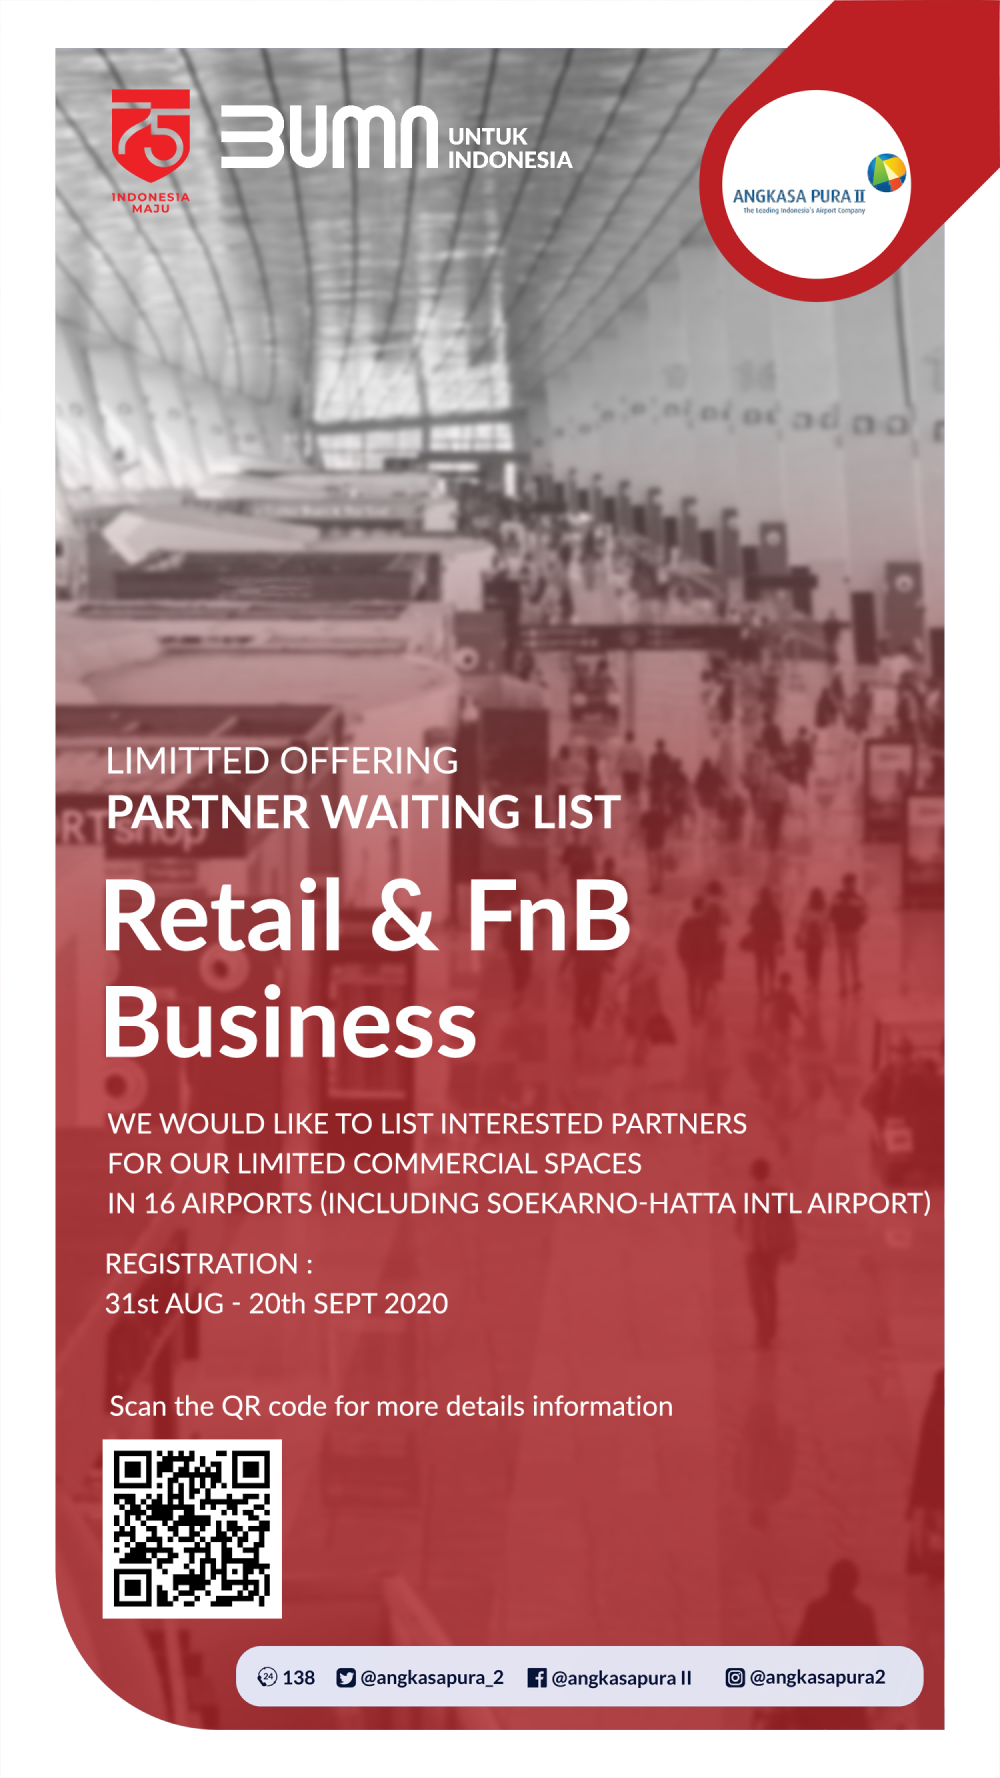 75
INDONESIA
MAJU
BUMN UNTUK
INDONESIA
ANGKASA PURA II
The Leading Indonesia's Airport Company
LIMITTED OFFERING
PARTNER WAITING LIST
RT Shop
Retail & FnB
Business
WE WOULD LIKE TO LIST INTERESTED PARTNERS
FOR OUR LIMITED COMMERCIAL SPACES
IN 16 AIRPORTS (INCLUDING SOEKARNO-HATTA INTL AIRPORT)
REGISTRATION :
31st AUG - 20th SEPT 2020
Scan the QR code for more details information
24 138 @angkasapura_2 @angkasapura II @angkasapura2